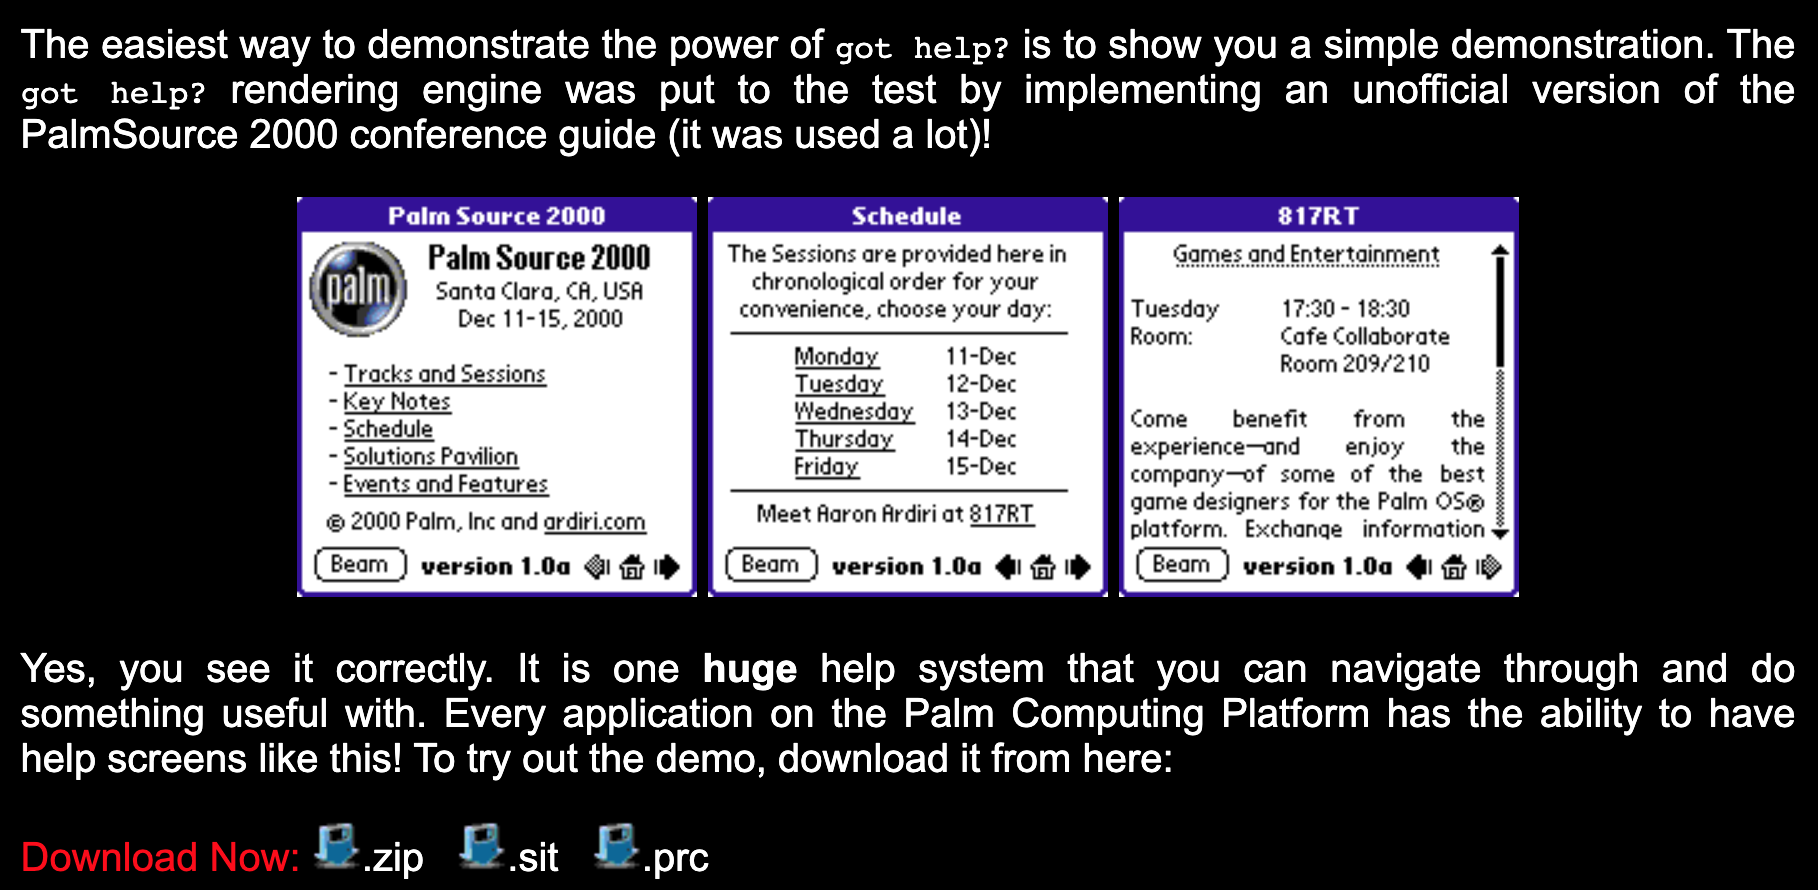 The easiest way to demonstrate the power of got help? is to show you a simple demonstration. The
got help? rendering engine was put to the test by implementing an unofficial version of the
PalmSource 2000 conference guide (it was used a lot)!
Palm Source 2000
palm
Palm Source 2000
Santa Clara, CA, USA
Dec 11-15, 2000
- Tracks and Sessions
- Key Notes
- Schedule
- Solutions Pavilion
- Events and Features
© 2000 Palm, Inc and ardiri.com
Beam version 1.0a
Schedule
The Sessions are provided here in
chronological order for your
convenience, choose your day:
Monday 11-Dec
Tuesday 12-Dec
Wednesday 13-Dec
Thursday 14-Dec
Friday 15-Dec
Meet Aaron Ardiri at 817RT
Beam version 1.0a
817RT
Games and Entertainment
Tuesday 17:30 - 18:30
Room: Cafe Collaborate
Room 209/210
Come benefit from the
experience—and enjoy the
company—of some of the best
game designers for the Palm OS®
platform. Exchange information
Beam version 1.0a
Yes, you see it correctly. It is one huge help system that you can navigate through and do
something useful with. Every application on the Palm Computing Platform has the ability to have
help screens like this! To try out the demo, download it from here:
Download Now: .zip .sit .prc